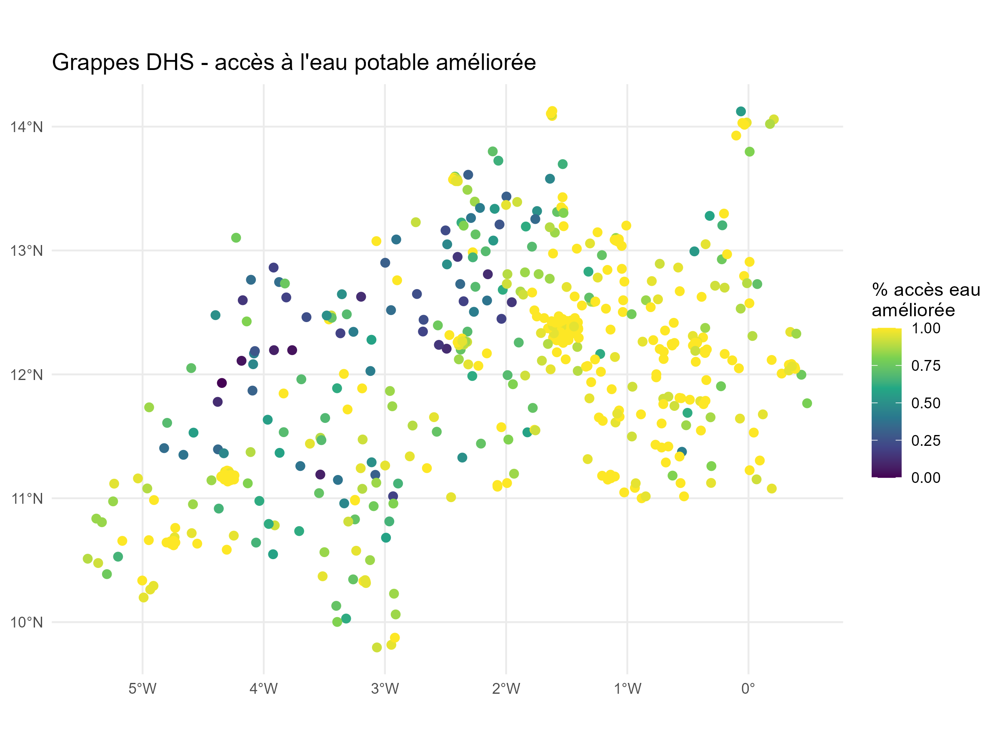 Grappes DHS - accès à l'eau potable améliorée
14°N
13°N
12°N
11°N
10°N
5°W
4°W
3°W
2°W
1°W
0°
% accès eau
améliorée
1.00
0.75
0.50
0.25
0.00